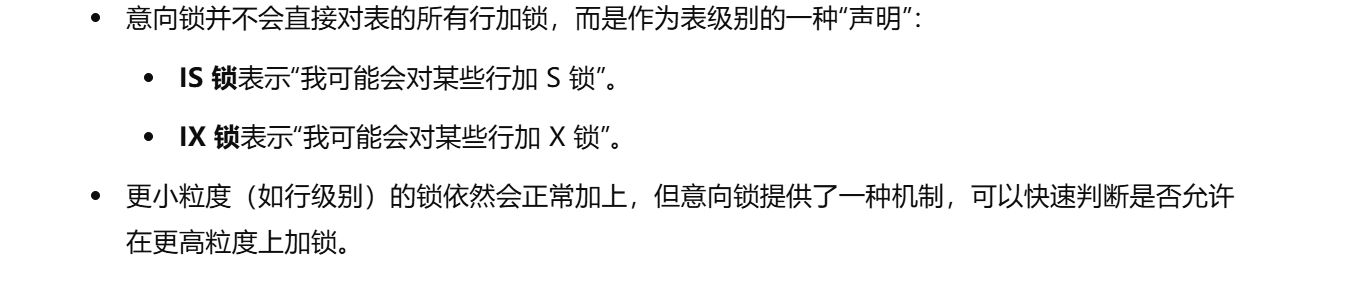 • 意向锁并不会直接对表的所有行加锁，而是作为表级别的一种“声明”：
• IS 锁表示“我可能会对某些行加 S 锁”。
• IX 锁表示“我可能会对某些行加 X 锁”。
• 更小粒度（如行级别）的锁依然会正常加上，但意向锁提供了一种机制，可以快速判断是否允许
在更高粒度上加锁。